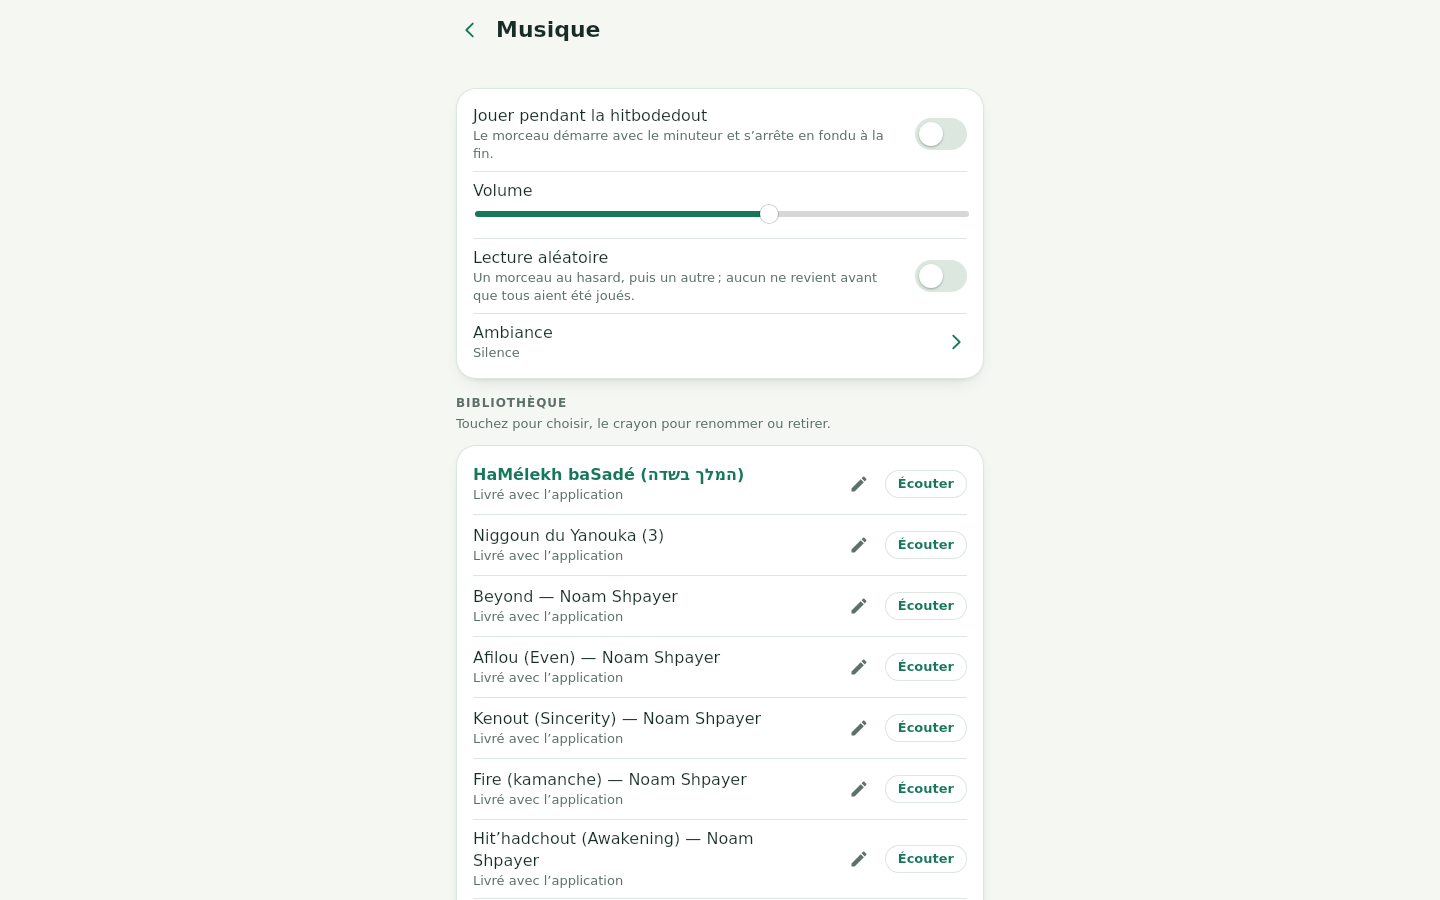 Musique
Jouer pendant la hitbodedout
Le morceau démarre avec le minuteur et s’arrête en fondu à la
fin.
Volume
Lecture aléatoire
Un morceau au hasard, puis un autre ; aucun ne revient avant
que tous aient été joués.
Ambiance
Silence
BIBLIOTHÈQUE
Touchez pour choisir, le crayon pour renommer ou retirer.
HaMélekh baSadé (המלך בשדה)
Livré avec l’application
Écouter
Niggoun du Yanouka (3)
Livré avec l’application
Écouter
Beyond — Noam Shpayer
Livré avec l’application
Écouter
Afilou (Even) — Noam Shpayer
Livré avec l’application
Écouter
Kenout (Sincerity) — Noam Shpayer
Livré avec l’application
Écouter
Fire (kamanche) — Noam Shpayer
Livré avec l’application
Écouter
Hit’hadchout (Awakening) — Noam
Shpayer
Livré avec l’application
Écouter